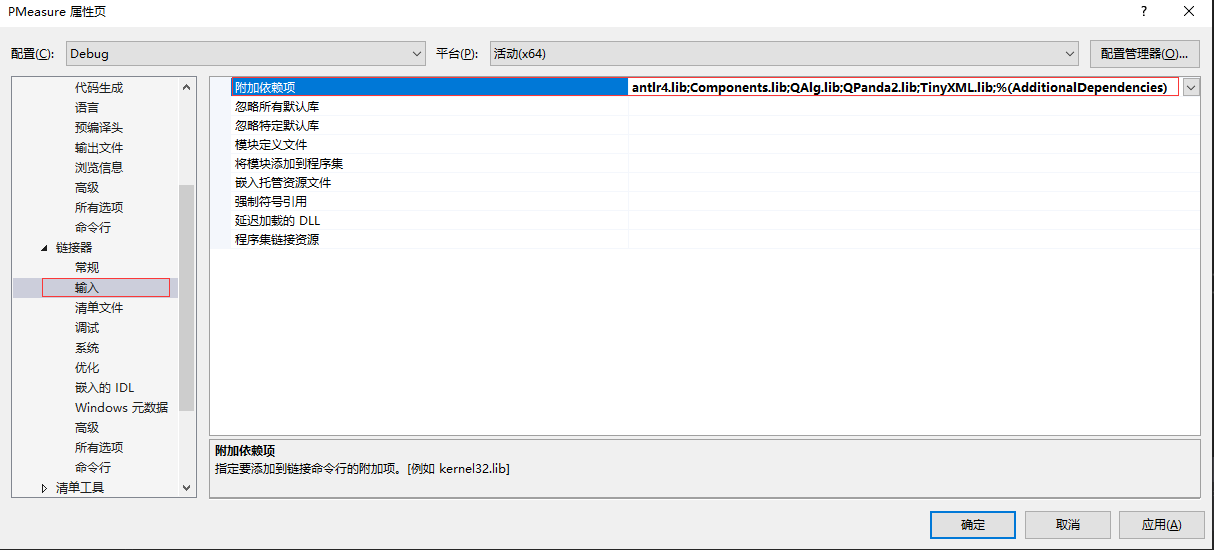 PMeasure 属性页
? ×
配置(C): Debug 平台(P): 活动(x64) 配置管理器(O)...
代码生成
语言
预编译头
输出文件
浏览信息
高级
所有选项
命令行
链接器
常规
输入
清单文件
调试
系统
优化
嵌入的 IDL
Windows 元数据
高级
所有选项
命令行
清单工具
附加依赖项 antlr4.lib;Components.lib;QAlg.lib;QPanda2.lib;TinyXML.lib;%(AdditionalDependencies)
忽略所有默认库
忽略特定默认库
模块定义文件
将模块添加到程序集
嵌入托管资源文件
强制符号引用
延迟加载的 DLL
程序集链接资源
附加依赖项
指定要添加到链接命令行的附加项。[例如 kernel32.lib]
确定 取消 应用(A)